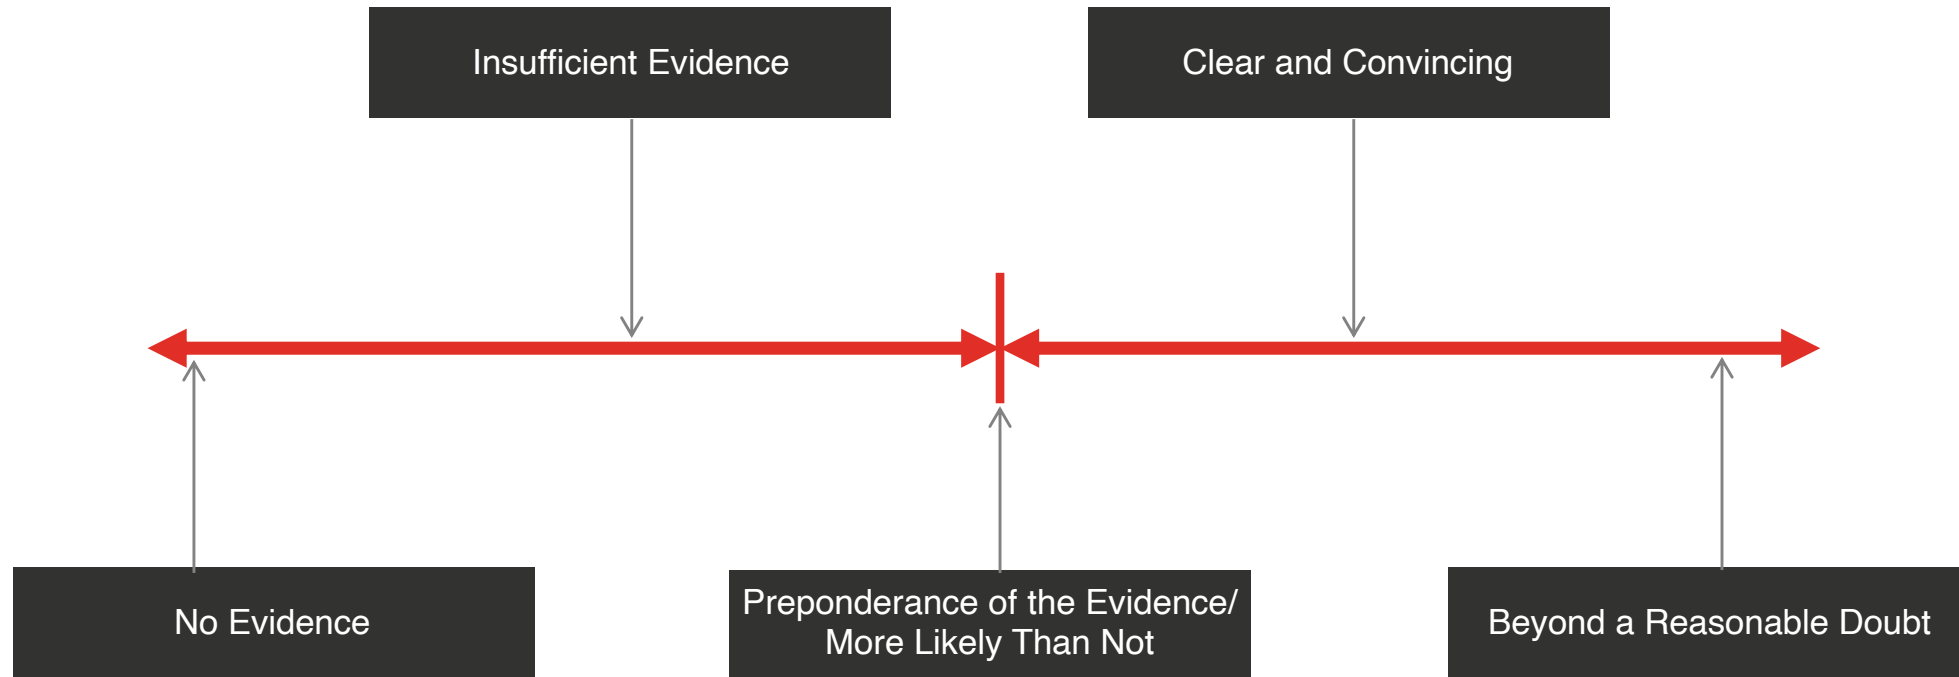 Insufficient Evidence
Clear and Convincing
No Evidence
Preponderance of the Evidence/
More Likely Than Not
Beyond a Reasonable Doubt